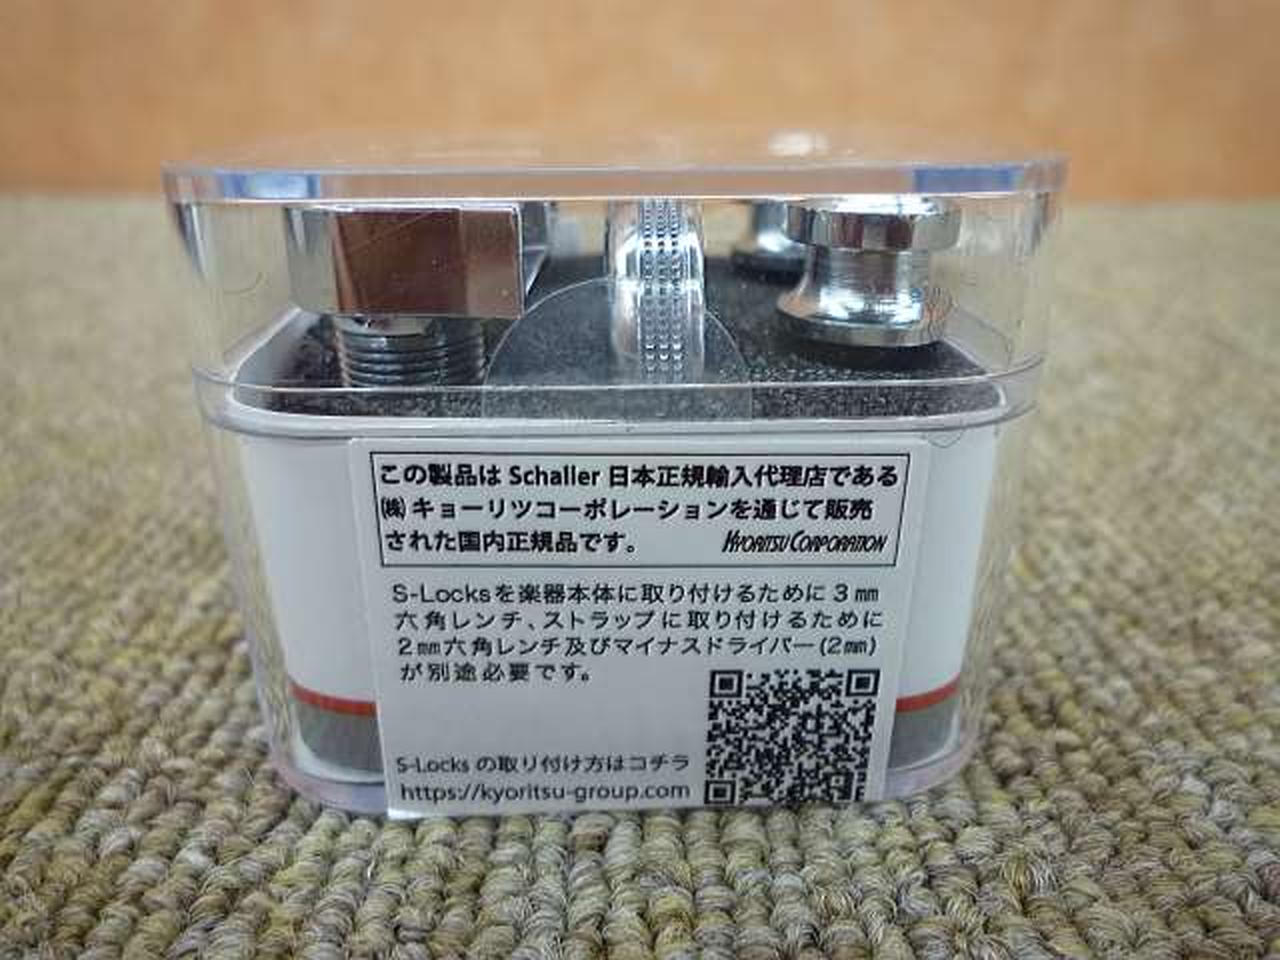 この製品は Schaller 日本正規輸入代理店である
㈱キョーリツコーポレーションを通じて販売
された国内正規品です。 KYORITSU CORPORATION
S-Locksを楽器本体に取り付けるために3㎜
六角レンチ、ストラップに取り付けるために
2㎜六角レンチ及びマイナスドライバー(2㎜)
が別途必要です。
S-Locks の取り付け方はコチラ
https://kyoritsu-group.com